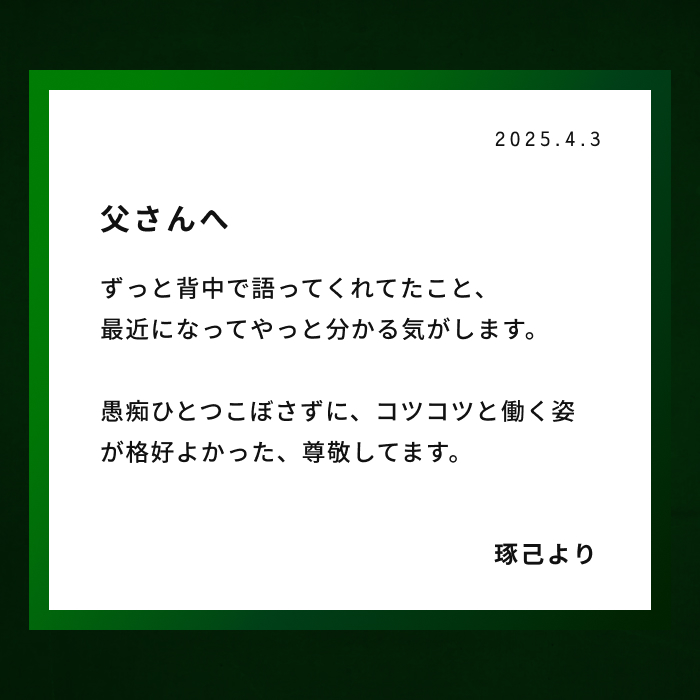 2025.4.3
父さんへ
ずっと背中で語ってくれてたこと、
最近になってやっと分かる気がします。
愚痴ひとつこぼさずに、コツコツと働く姿
が格好よかった、尊敬してます。
琢己より